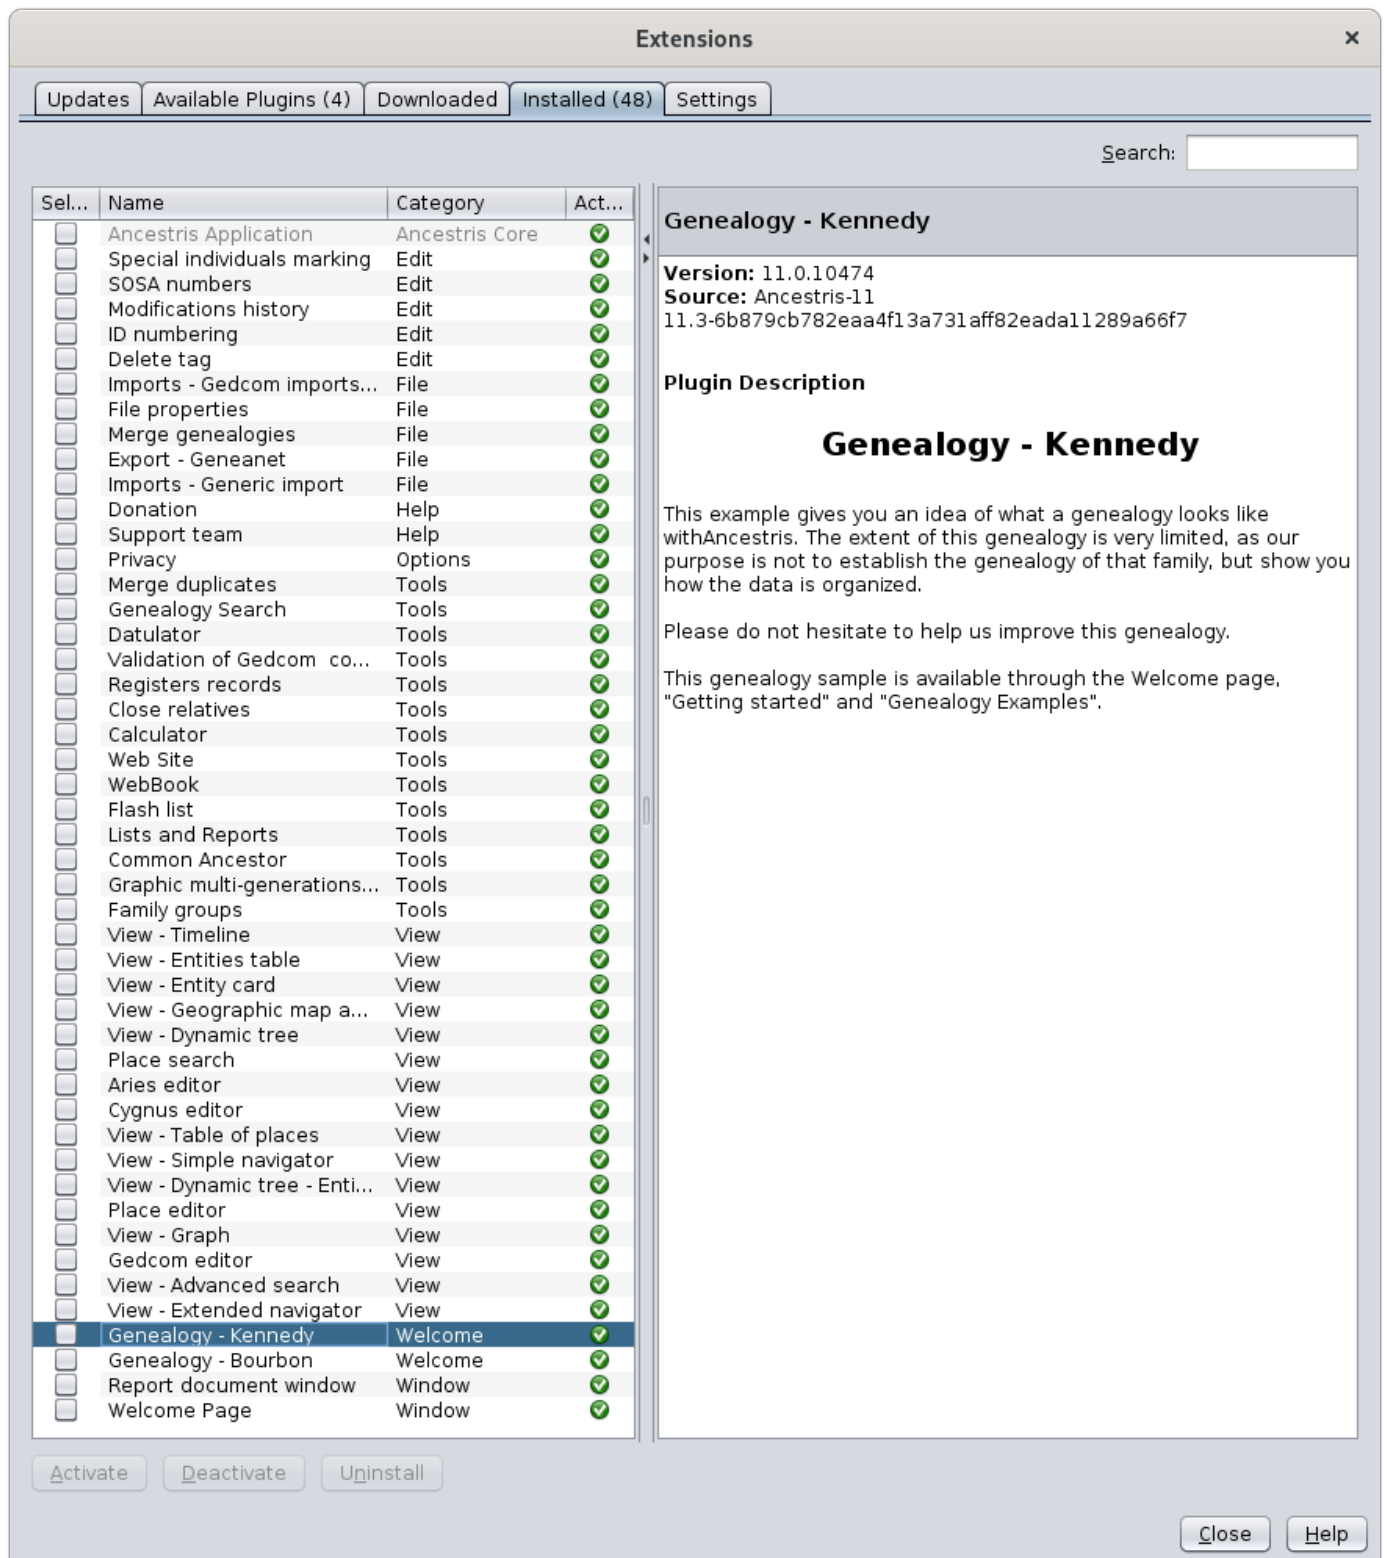 Extensions
Updates Available Plugins (4) Downloaded Installed (48) Settings
Search:
Sel... Name Category Act...
Ancestris Application Ancestris Core
Special individuals marking Edit
SOSA numbers Edit
Modifications history Edit
ID numbering Edit
Delete tag Edit
Imports - Gedcom imports... File
File properties File
Merge genealogies File
Export - Geneanet File
Imports - Generic import File
Donation Help
Support team Help
Privacy Options
Merge duplicates Tools
Genealogy Search Tools
Datulator Tools
Validation of Gedcom  co... Tools
Registers records Tools
Close relatives Tools
Calculator Tools
Web Site Tools
WebBook Tools
Flash list Tools
Lists and Reports Tools
Common Ancestor Tools
Graphic multi-generations... Tools
Family groups Tools
View - Timeline View
View - Entities table View
View - Entity card View
View - Geographic map a... View
View - Dynamic tree View
Place search View
Aries editor View
Cygnus editor View
View - Table of places View
View - Simple navigator View
View - Dynamic tree - Enti... View
Place editor View
View - Graph View
Gedcom editor View
View - Advanced search View
View - Extended navigator View
Genealogy - Kennedy Welcome
Genealogy - Bourbon Welcome
Report document window Window
Welcome Page Window
Genealogy - Kennedy
Version: 11.0.10474
Source: Ancestris-11
11.3-6b879cb782eaa4f13a731aff82eada11289a66f7
Plugin Description
Genealogy - Kennedy
This example gives you an idea of what a genealogy looks like
withAncestris. The extent of this genealogy is very limited, as our
purpose is not to establish the genealogy of that family, but show you
how the data is organized.
Please do not hesitate to help us improve this genealogy.
This genealogy sample is available through the Welcome page,
"Getting started" and "Genealogy Examples".
Activate Deactivate Uninstall
Close Help